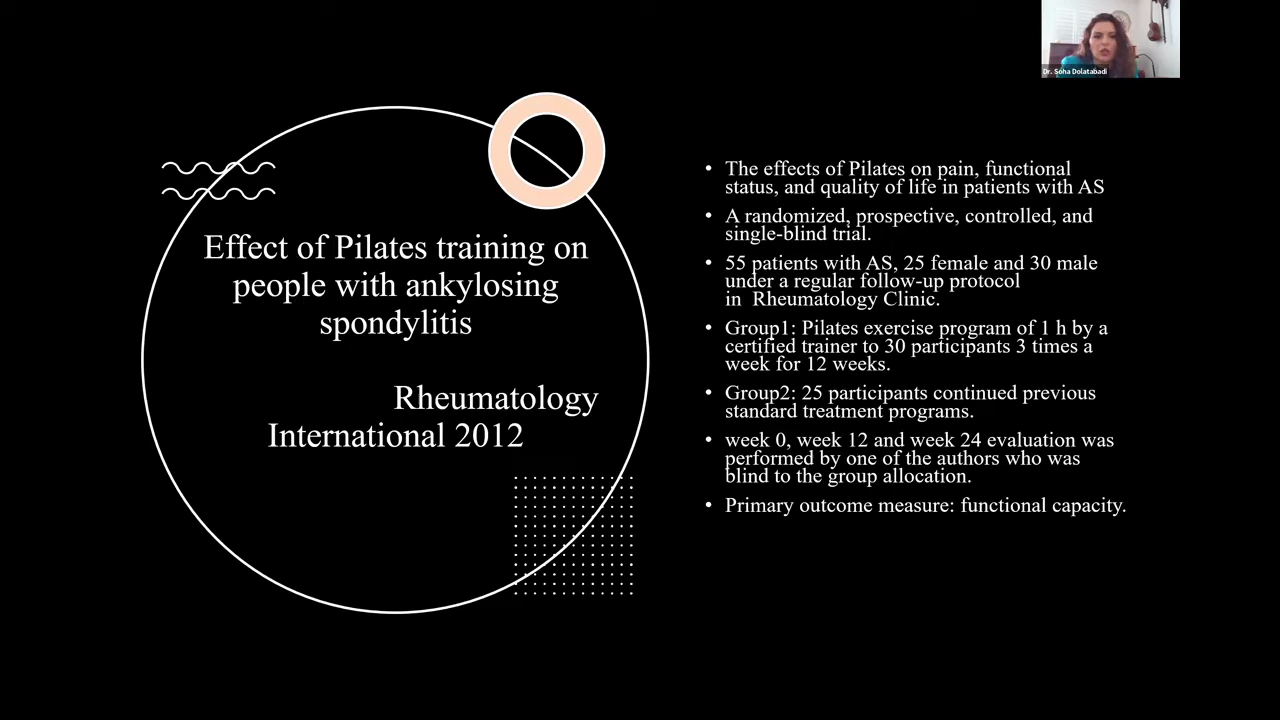 Dr. Soha Dolatabadi
Effect of Pilates training on
people with ankylosing
spondylitis
Rheumatology
International 2012
• The effects of Pilates on pain, functional
status, and quality of life in patients with AS
• A randomized, prospective, controlled, and
single-blind trial.
• 55 patients with AS, 25 female and 30 male
under a regular follow-up protocol
in  Rheumatology Clinic.
• Group1: Pilates exercise program of 1 h by a
certified trainer to 30 participants 3 times a
week for 12 weeks.
• Group2: 25 participants continued previous
standard treatment programs.
• week 0, week 12 and week 24 evaluation was
performed by one of the authors who was
blind to the group allocation.
• Primary outcome measure: functional capacity.